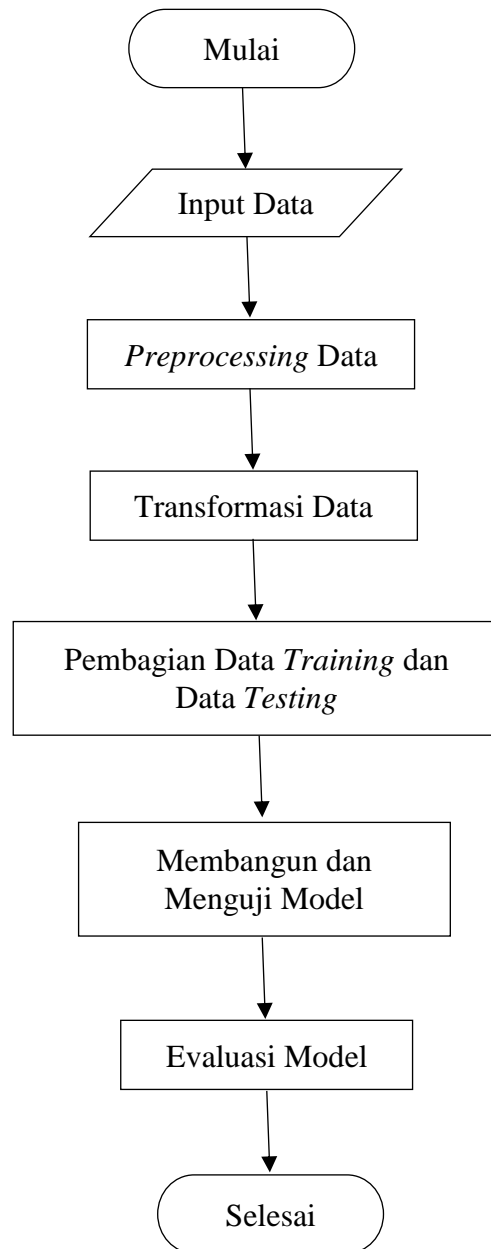 Mulai
Input Data
Preprocessing Data
Transformasi Data
Pembagian Data Training dan
Data Testing
Membangun dan
Menguji Model
Evaluasi Model
Selesai